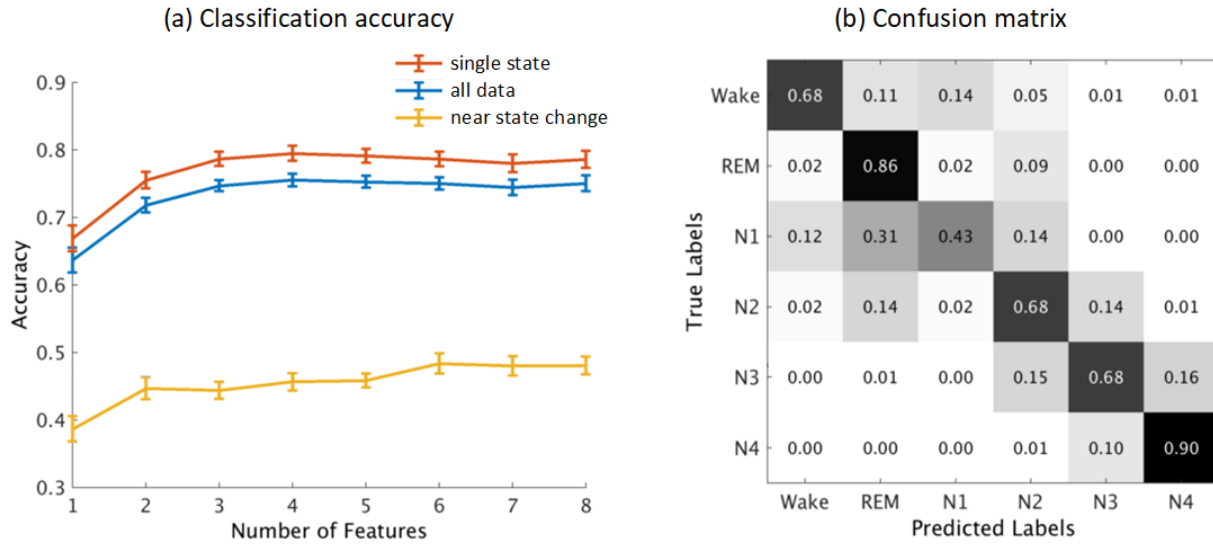 (a) Classification accuracy
single state
all data
near state change
0.9
0.8
0.7
0.6
0.5
0.4
0.3
Accuracy
1 2 3 4 5 6 7 8
Number of Features
(b) Confusion matrix
True Labels
Wake 0.68 0.11 0.14 0.05 0.01 0.01
REM 0.02 0.86 0.02 0.09 0.00 0.00
N1 0.12 0.31 0.43 0.14 0.00 0.00
N2 0.02 0.14 0.02 0.68 0.14 0.01
N3 0.00 0.01 0.00 0.15 0.68 0.16
N4 0.00 0.00 0.00 0.01 0.10 0.90
Wake REM N1 N2 N3 N4
Predicted Labels